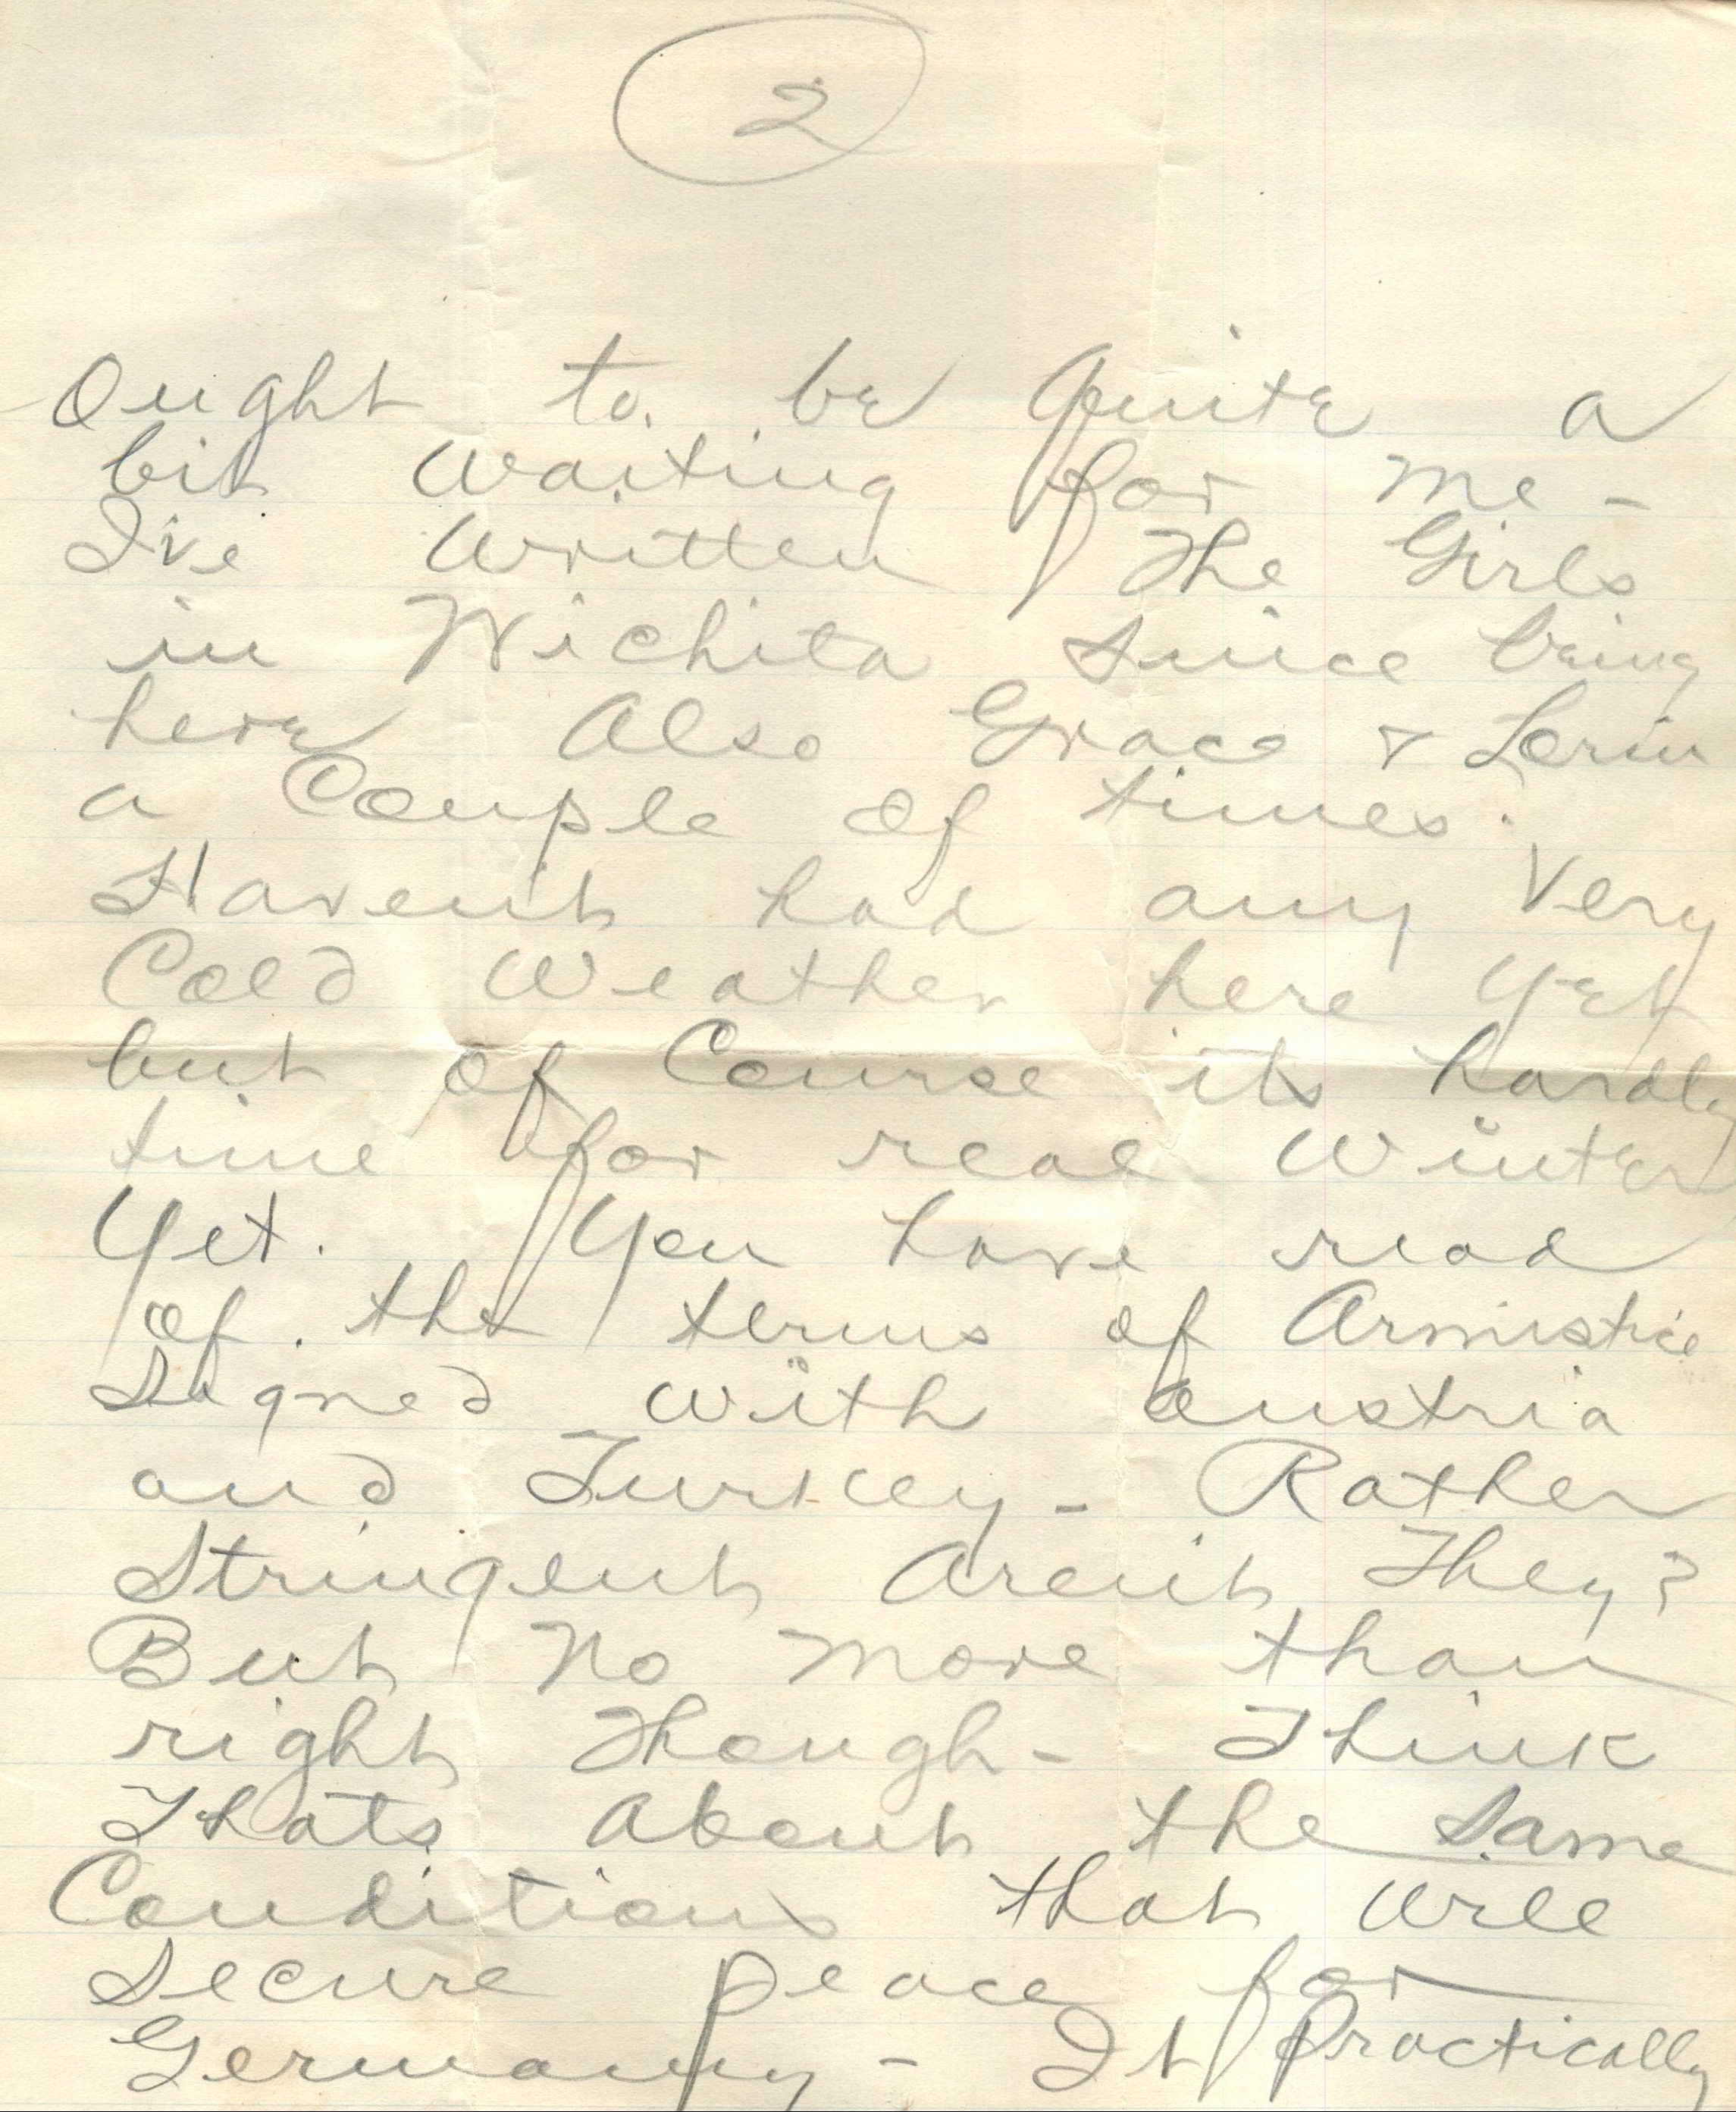 2
Ought to be Quite a
bit Waiting for me -
I've Written The Girls
in Wichita Since being
here Also Grace & Lorin
a Couple of times.
Haven't had any Very
Cold Weather here Yet
but of Course its hardly
time for real Winter
Yet. You have read
of the terms of Armistice
Signed with Austria
and Turkey - Rather
Stringent Aren't They?
But No more than
right Though - Think
Thats About the Same
Conditions that Will
Secure Peace for
Germany - It Practically